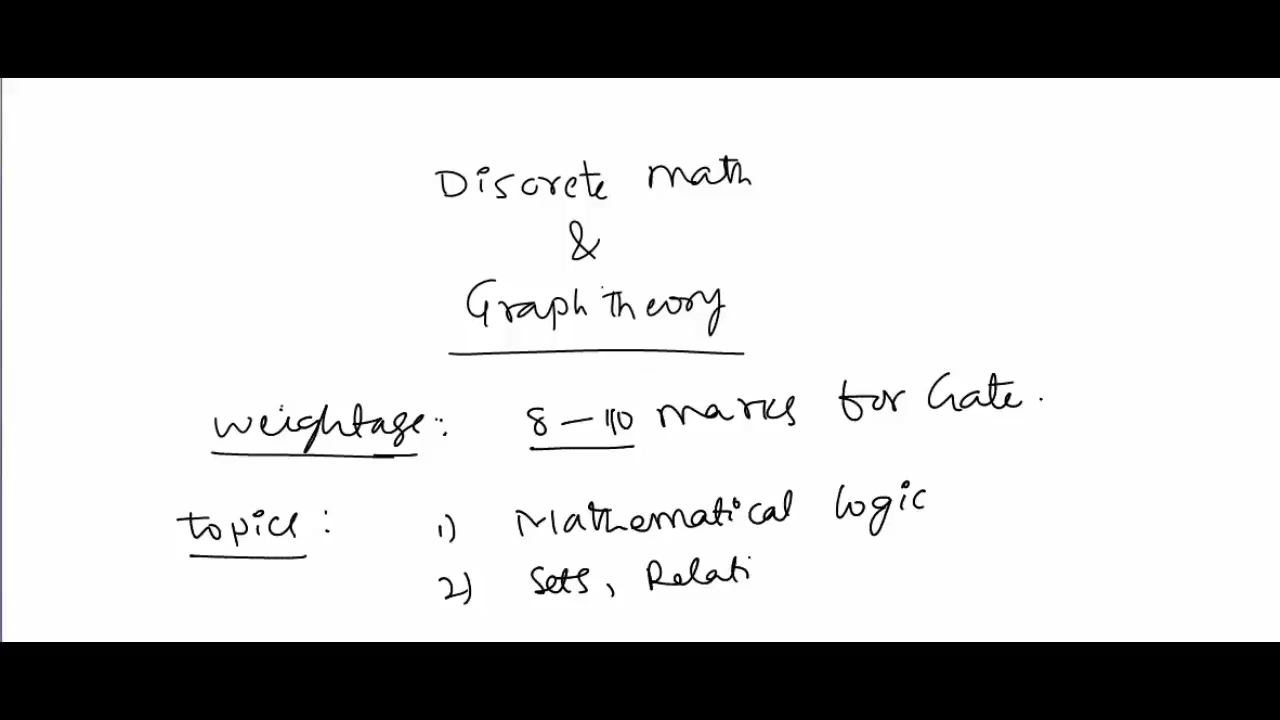 Discrete math
&
Graph Theory
weightage: 8 – 10 marks for Gate.
topics: 1) Mathematical logic
2) Sets, Relati